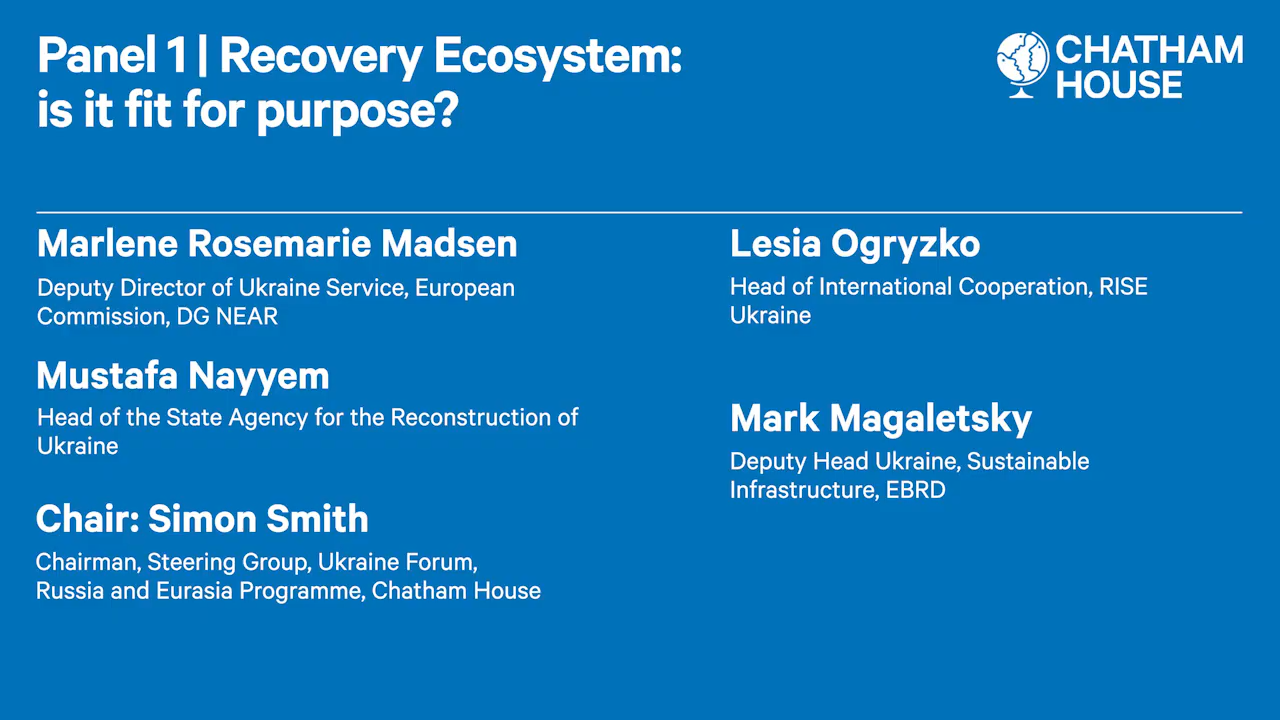 Panel 1 | Recovery Ecosystem:
is it fit for purpose?
CHATHAM
HOUSE
Marlene Rosemarie Madsen
Deputy Director of Ukraine Service, European
Commission, DG NEAR
Mustafa Nayyem
Head of the State Agency for the Reconstruction of
Ukraine
Chair: Simon Smith
Chairman, Steering Group, Ukraine Forum,
Russia and Eurasia Programme, Chatham House
Lesia Ogryzko
Head of International Cooperation, RISE
Ukraine
Mark Magaletsky
Deputy Head Ukraine, Sustainable
Infrastructure, EBRD